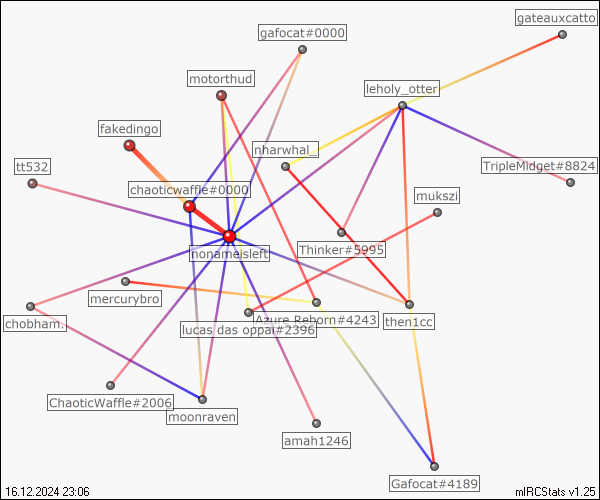 gateauxcatto
gafocat#0000
motorthud
leholy_otter
fakedingo
nharwhal_
tt532
TripleMidget#8824
chaoticwaffle#0000
mukszi
Thinker#5995
nonameisleft
mercurybro
Azure Reborn#4243
then1cc
chobham.
lucas das oppai#2396
ChaoticWaffle#2006
moonraven
amah1246
Gafocat#4189
16.12.2024 23:06
mIRCStats v1.25